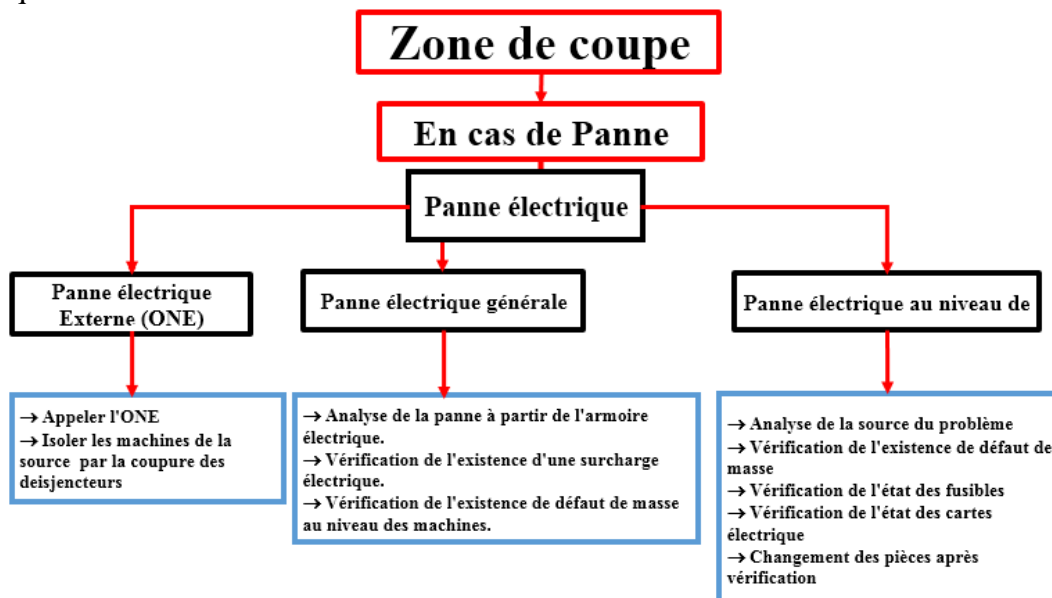 Zone de coupe
En cas de Panne
Panne électrique
Panne électrique
Externe (ONE)
Panne électrique générale
Panne électrique au niveau de
→ Appeler l'ONE
→ Isoler les machines de la
source par la coupure des
deisjencteurs
→ Analyse de la panne à partir de l'armoire
électrique.
→ Vérification de l'existence d'une surcharge
électrique.
→ Vérification de l'existence de défaut de masse
au niveau des machines.
→ Analyse de la source du problème
→ Vérification de l'existence de défaut de
masse
→ Vérification de l'état des fusibles
→ Vérification de l'état des cartes
électrique
→ Changement des pièces après
vérification